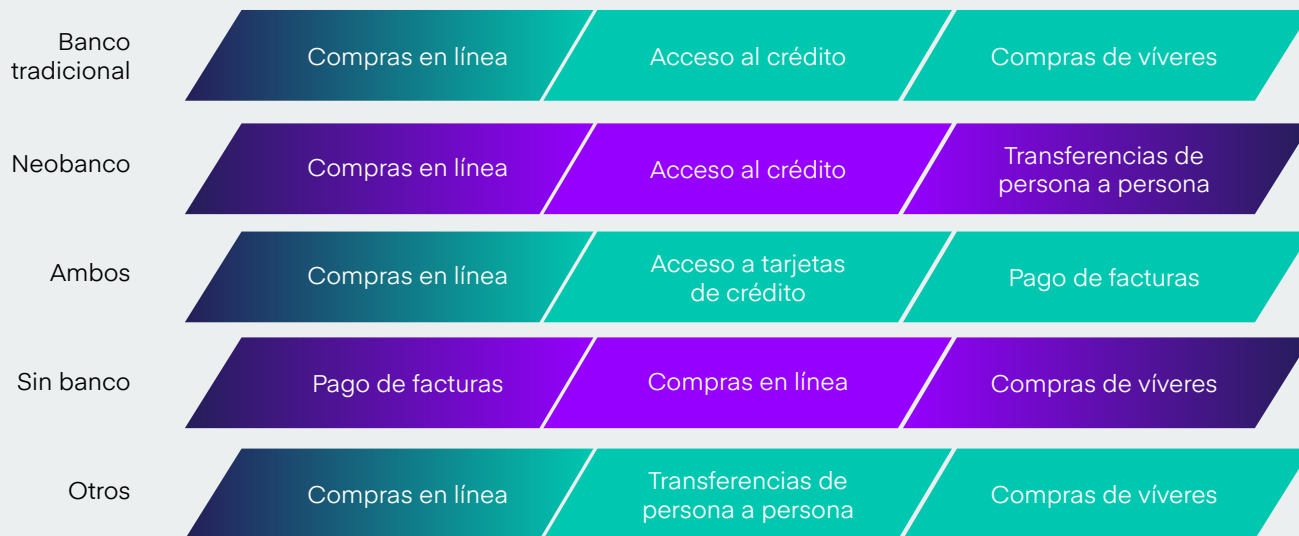 Banco
tradicional
Compras en línea
Acceso al crédito
Compras de víveres
Neobanco
Compras en línea
Acceso al crédito
Transferencias de
persona a persona
Ambos
Compras en línea
Acceso a tarjetas
de crédito
Pago de facturas
Sin banco
Pago de facturas
Compras en línea
Compras de víveres
Otros
Compras en línea
Transferencias de
persona a persona
Compras de víveres